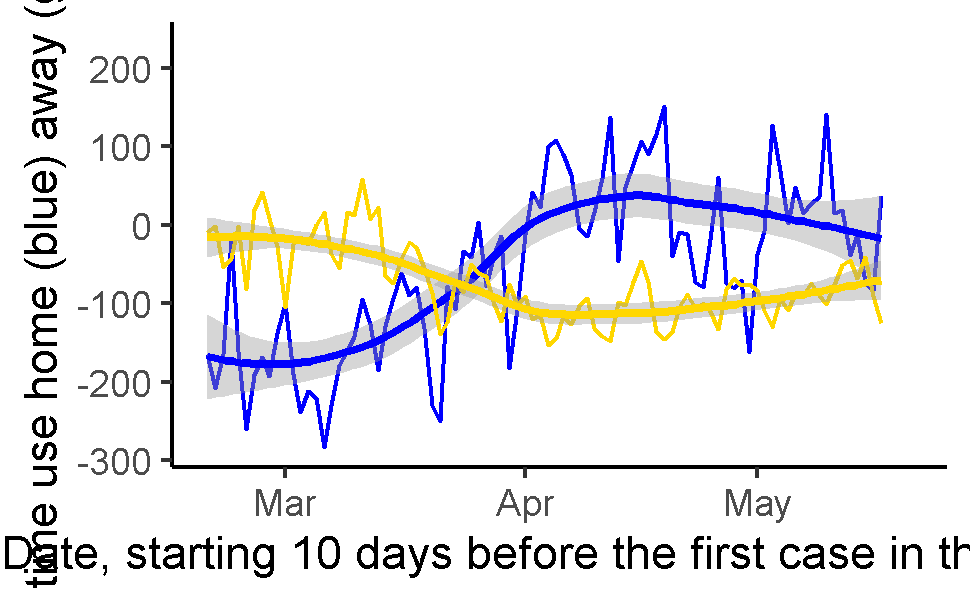 time use home (blue) away (
200
100
0
-100
-200
-300
Mar Apr May
Date, starting 10 days before the first case in